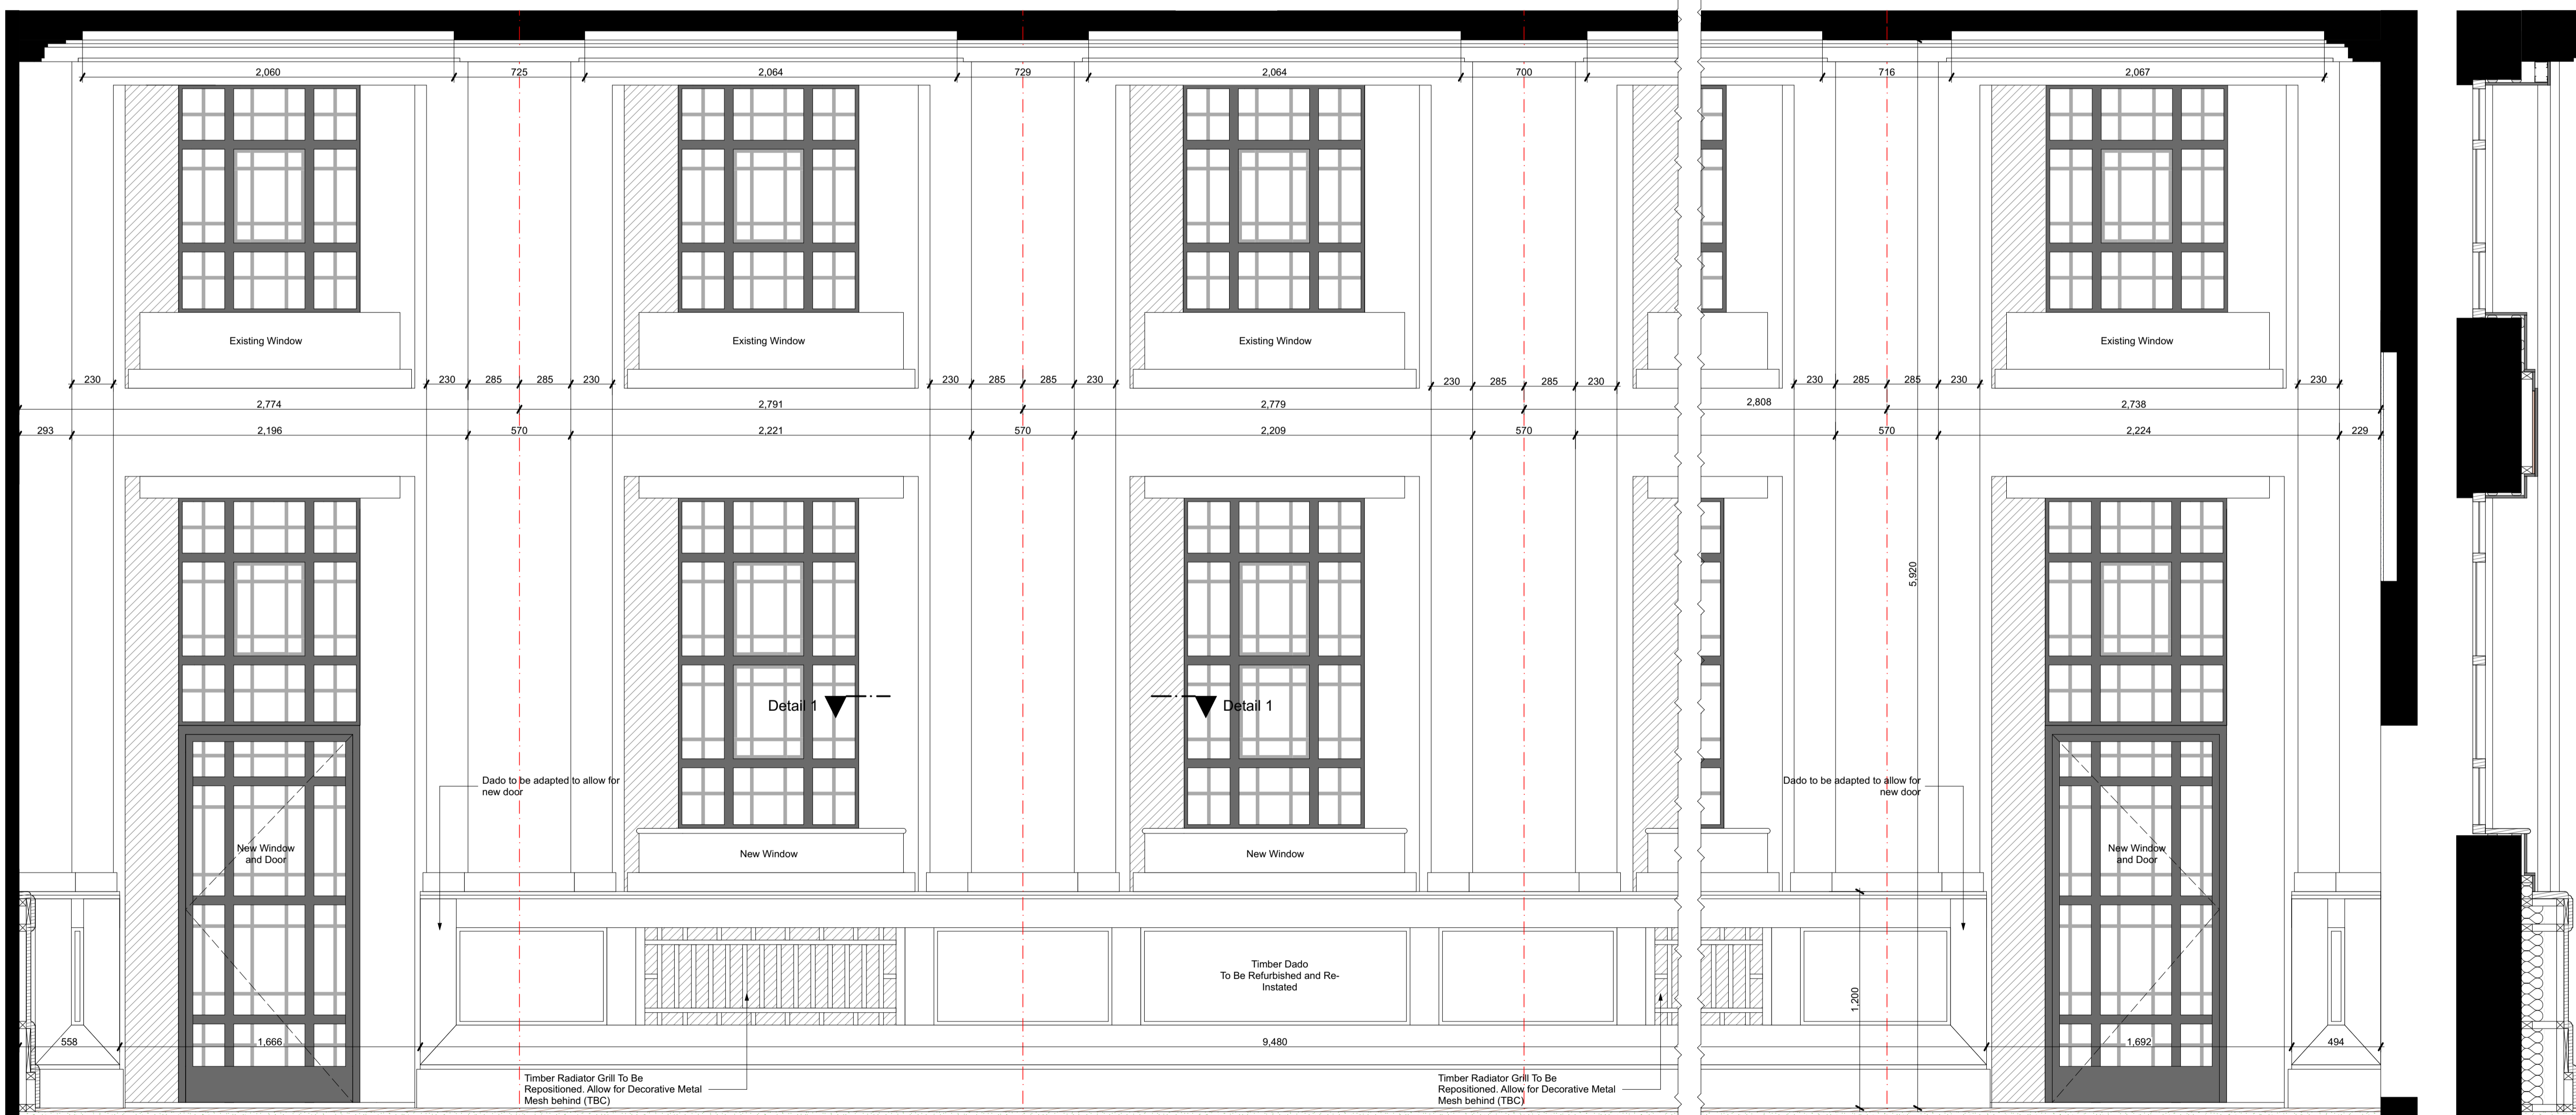 2,060
725
2,064
729
2,064
700
716
2,067
Existing Window
Existing Window
Existing Window
Existing Window
230
230
285
285
230
230
285
285
230
230
285
285
230
230
285
285
230
230
2,774
2,791
2,779
2,808
2,738
293
2,196
570
2,221
570
2,209
570
570
2,224
229
5,920
Detail 1
Detail 1
Dado to be adapted to allow for
new door
Dado to be adapted to allow for
new door
New Window
and Door
New Window
New Window
New Window
and Door
Timber Dado
To Be Refurbished and Re-
Instated
1,200
558
1,666
9,480
1,692
494
Timber Radiator Grill To Be
Repositioned. Allow for Decorative Metal
Mesh behind (TBC)
Timber Radiator Grill To Be
Repositioned. Allow for Decorative Metal
Mesh behind (TBC)